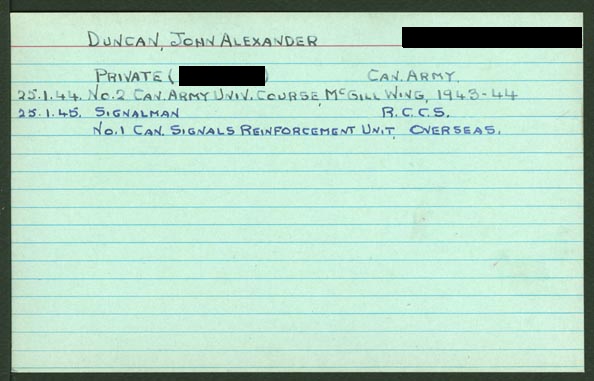 DUNCAN, JOHN ALEXANDER
PRIVATE ( ) CAN. ARMY.
25.1.44. No.2 CAN. ARMY UNIV. COURSE, McGILL WING, 1943-44
25.1.45. SIGNALMAN R.C.C.S.
No.1 CAN. SIGNALS REINFORCEMENT UNIT, OVERSEAS.